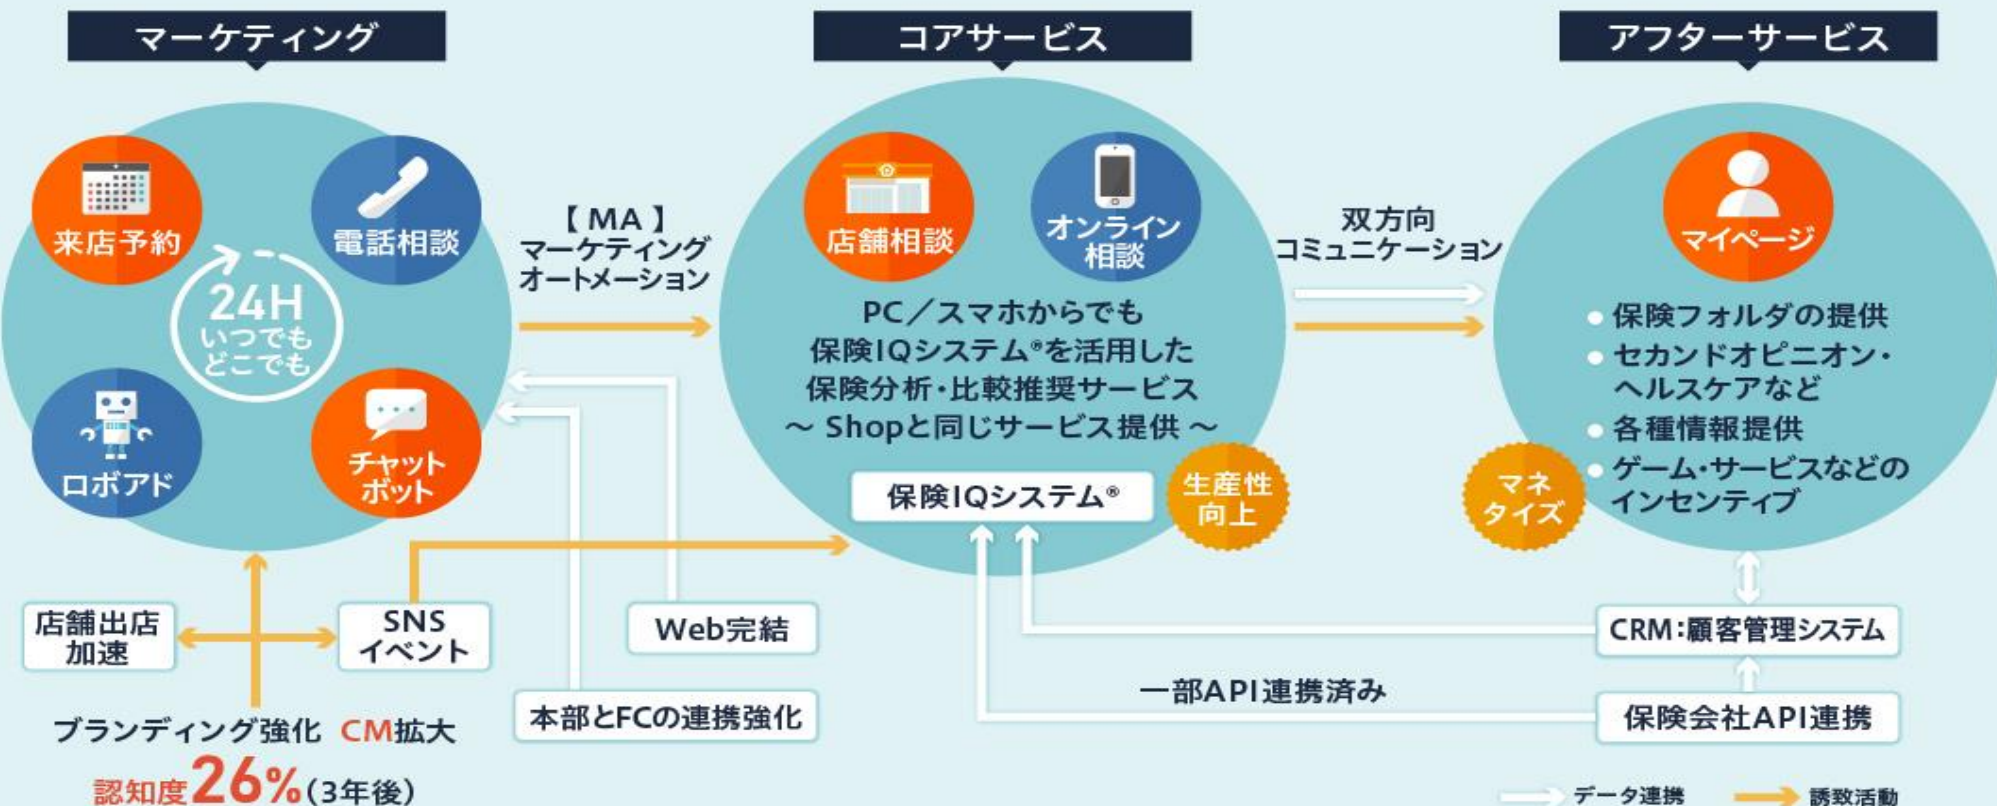 マーケティング
来店予約
電話相談
24H
いつでも
どこでも
ロボアド
チャット
ボット
【 MA 】
マーケティング
オートメーション
コアサービス
店舗相談
オンライン
相談
PC／スマホからでも
保険IQシステム®を活用した
保険分析・比較推奨サービス
～ Shopと同じサービス提供 ～
保険IQシステム®
生産性
向上
双方向
コミュニケーション
アフターサービス
マイページ
● 保険フォルダの提供
● セカンドオピニオン・
ヘルスケアなど
● 各種情報提供
● ゲーム・サービスなどの
インセンティブ
マネ
タイズ
店舗出店
加速
SNS
イベント
Web完結
本部とFCの連携強化
ブランディング強化 CM拡大
認知度26%（3年後）
CRM：顧客管理システム
一部API連携済み
保険会社API連携
データ連携
誘致活動